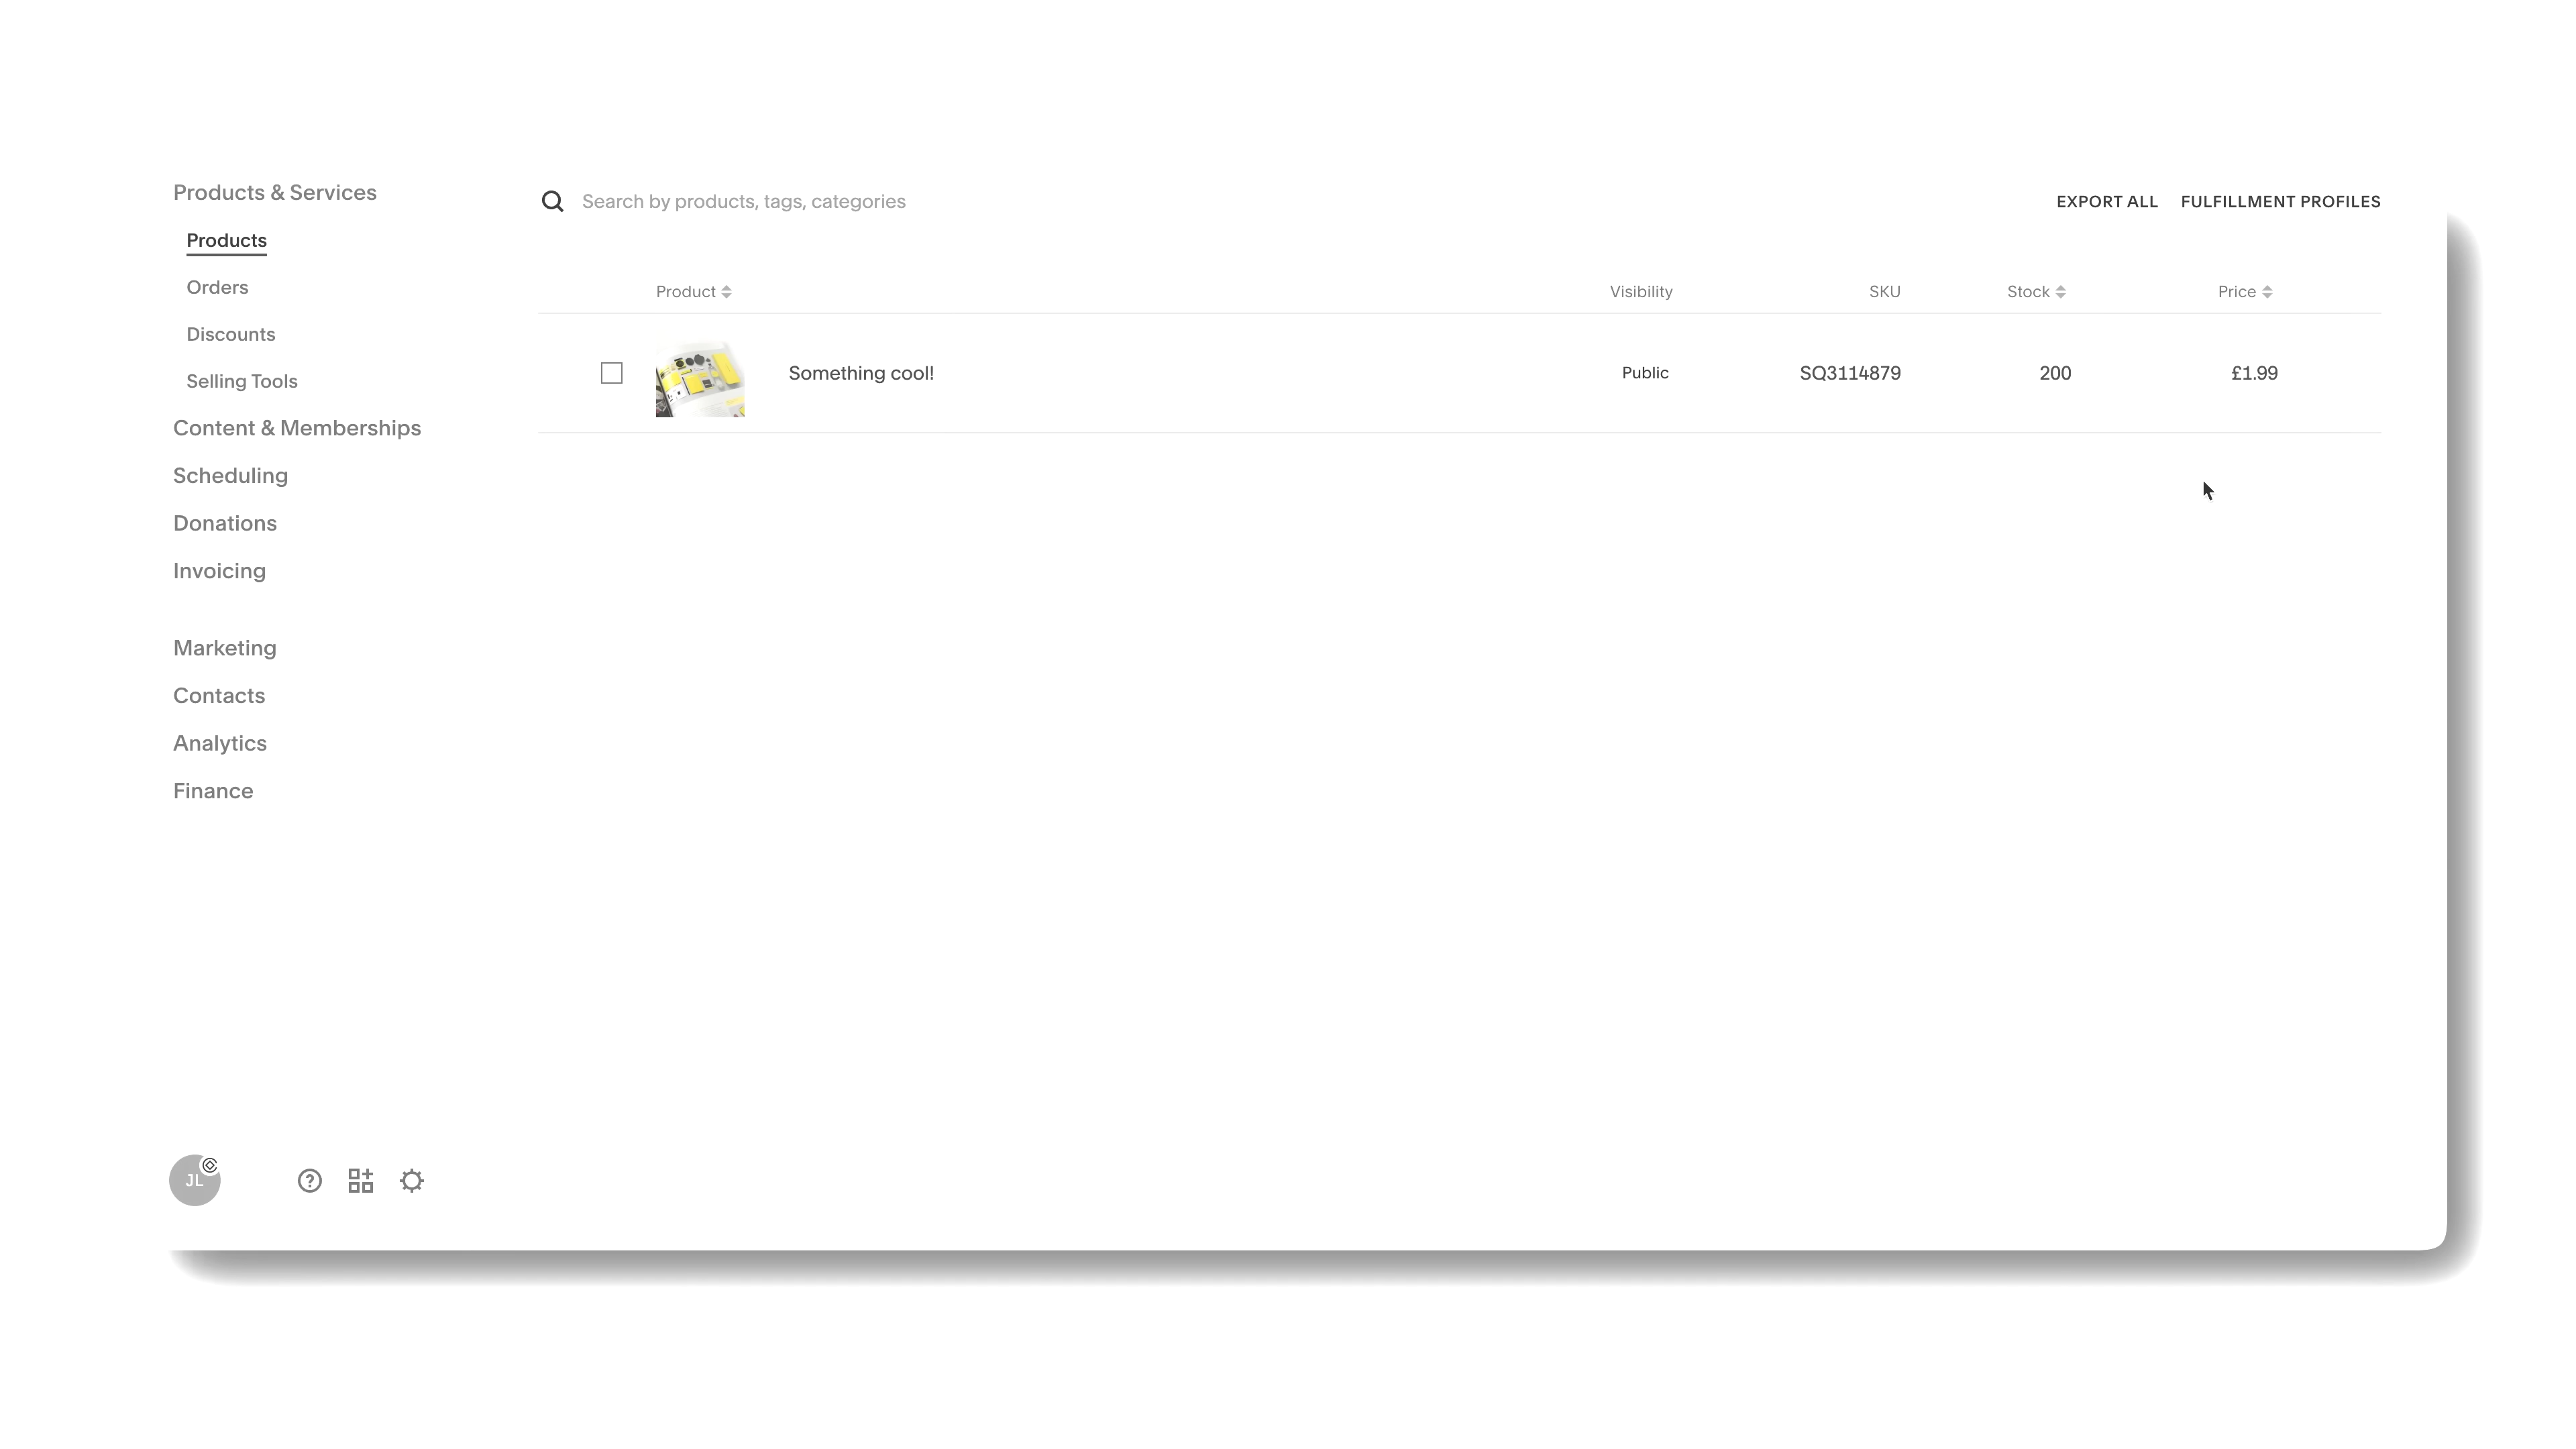 Products & Services
Products
Orders
Discounts
Selling Tools
Content & Memberships
Scheduling
Donations
Invoicing
Marketing
Contacts
Analytics
Finance
JL
Search by products, tags, categories
EXPORT ALL FULFILLMENT PROFILES
Product Visibility SKU Stock Price
Something cool! Public SQ3114879 200 £1.99